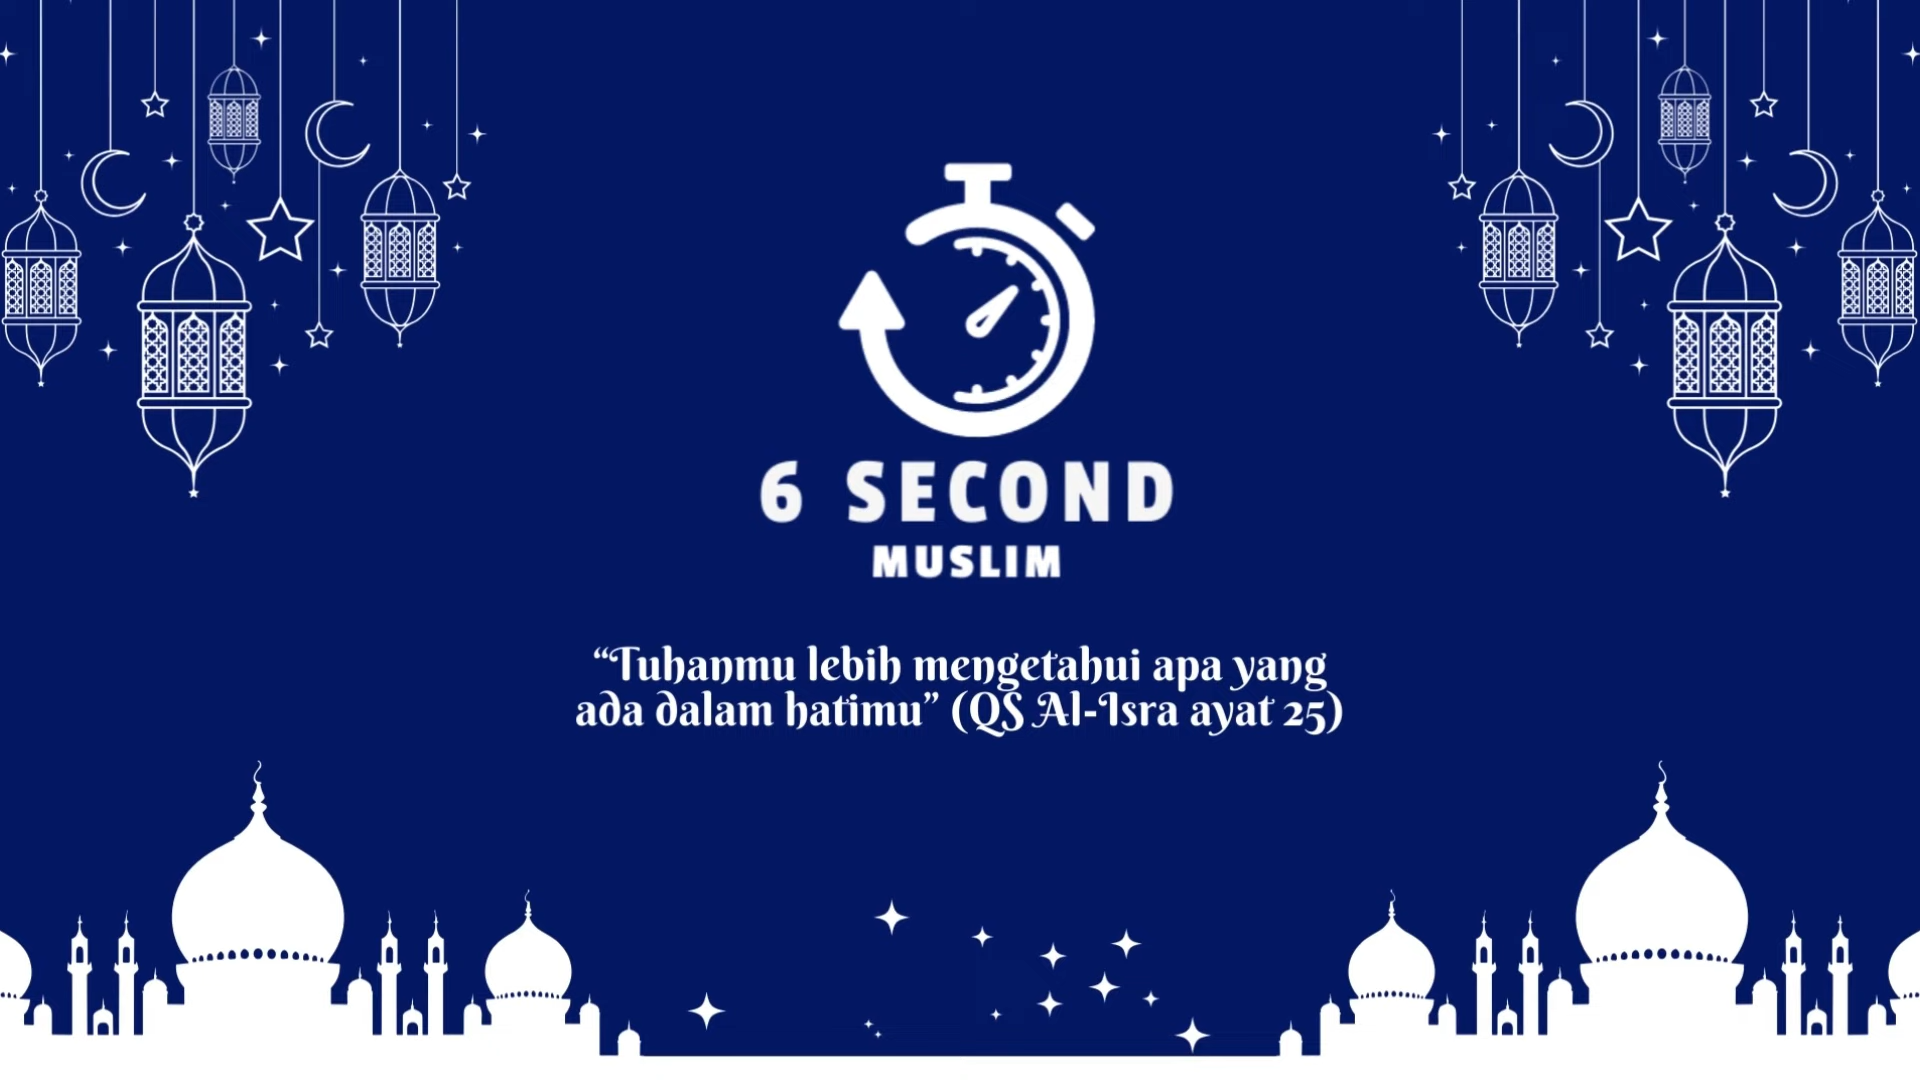 6 SECOND
MUSLIM
“Tuhanmu lebih mengetahui apa yang
ada dalam hatimu” (QS Al-Isra ayat 25)